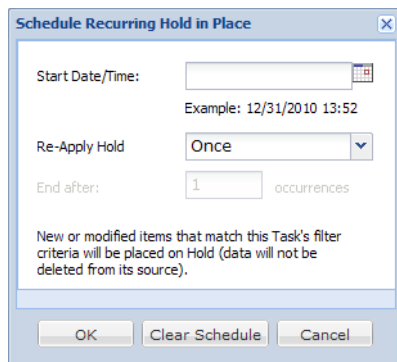 Schedule Recurring Hold in Place
Start Date/Time:
Example: 12/31/2010 13:52
Re-Apply Hold Once
End after: 1 occurrences
New or modified items that match this Task's filter
criteria will be placed on Hold (data will not be
deleted from its source).
OK Clear Schedule Cancel